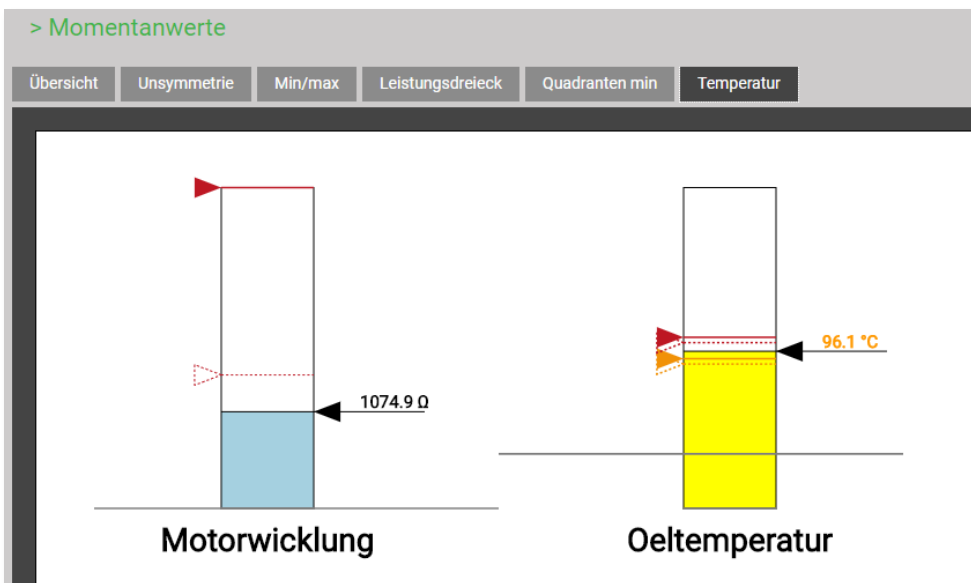 > Momentanwerte
Übersicht Unsymmetrie Min/max Leistungsdreieck Quadranten min Temperatur
96.1 °C
1074.9 Ω
Motorwicklung Oeltemperatur